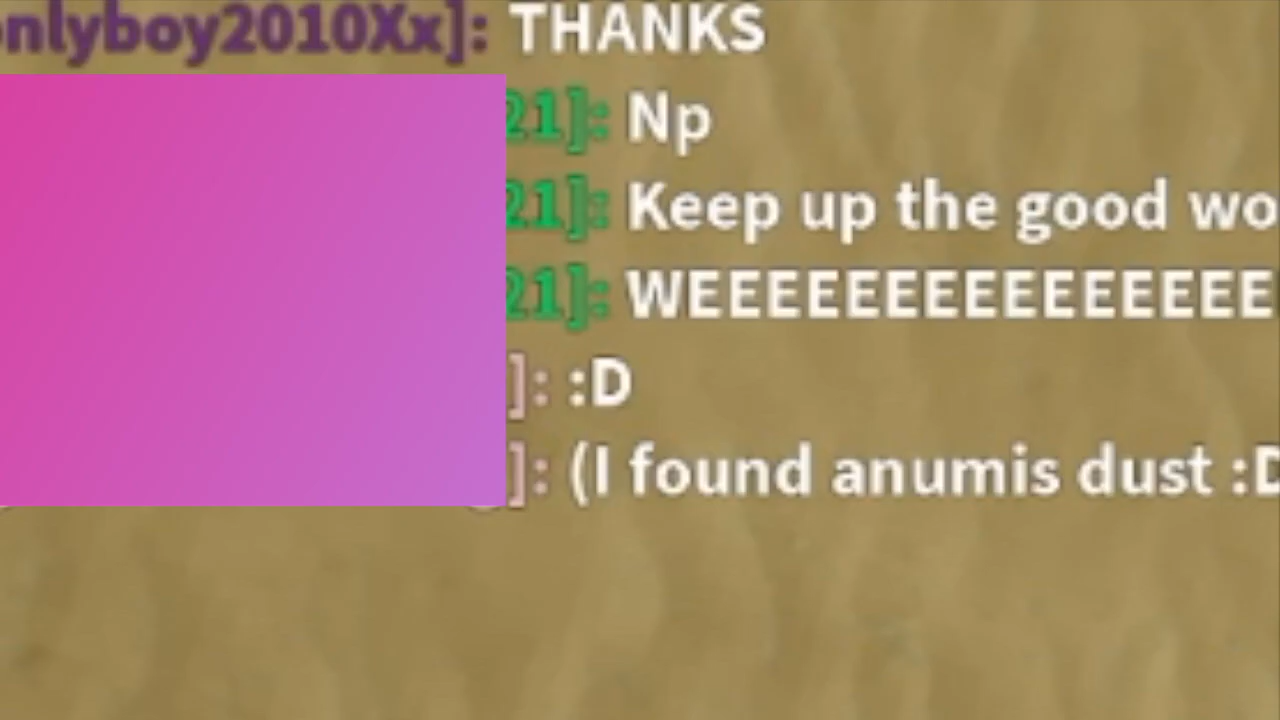 nlyboy2010Xx]: THANKS
21]: Np
21]: Keep up the good wo
21]: WEEEEEEEEEEEEEEE
]: :D
]: (I found anumis dust :D